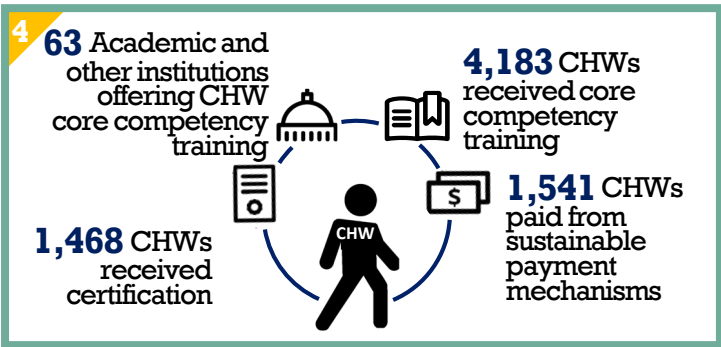 4
63 Academic and
other institutions
offering CHW
core competency
training
4,183 CHWs
received core
competency
training
$
1,541 CHWs
paid from
sustainable
payment
mechanisms
CHW
1,468 CHWs
received
certification